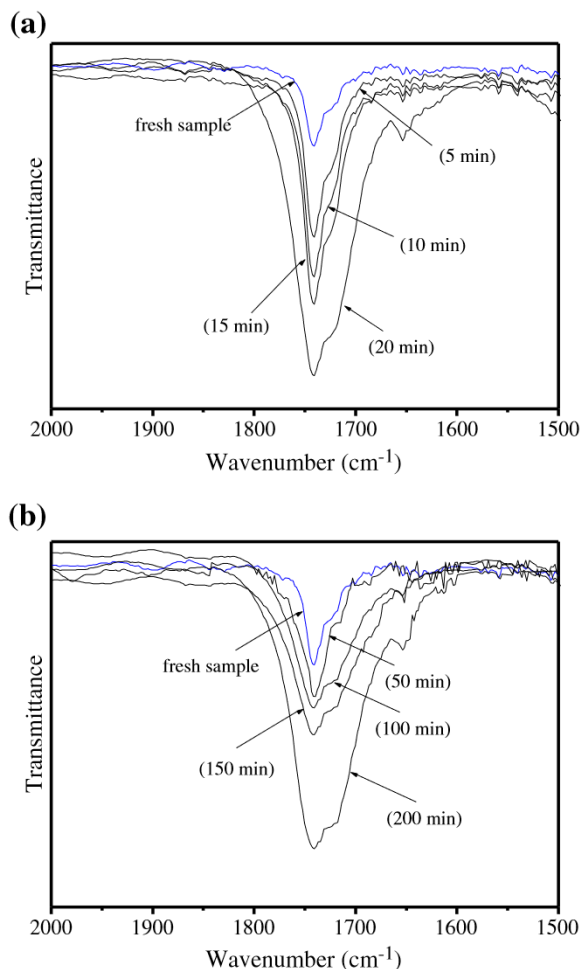 (a)
Transmittance
fresh sample
(5 min)
(10 min)
(15 min)
(20 min)
2000 1900 1800 1700 1600 1500
Wavenumber (cm⁻¹)
(b)
Transmittance
fresh sample
(50 min)
(100 min)
(150 min)
(200 min)
2000 1900 1800 1700 1600 1500
Wavenumber (cm⁻¹)